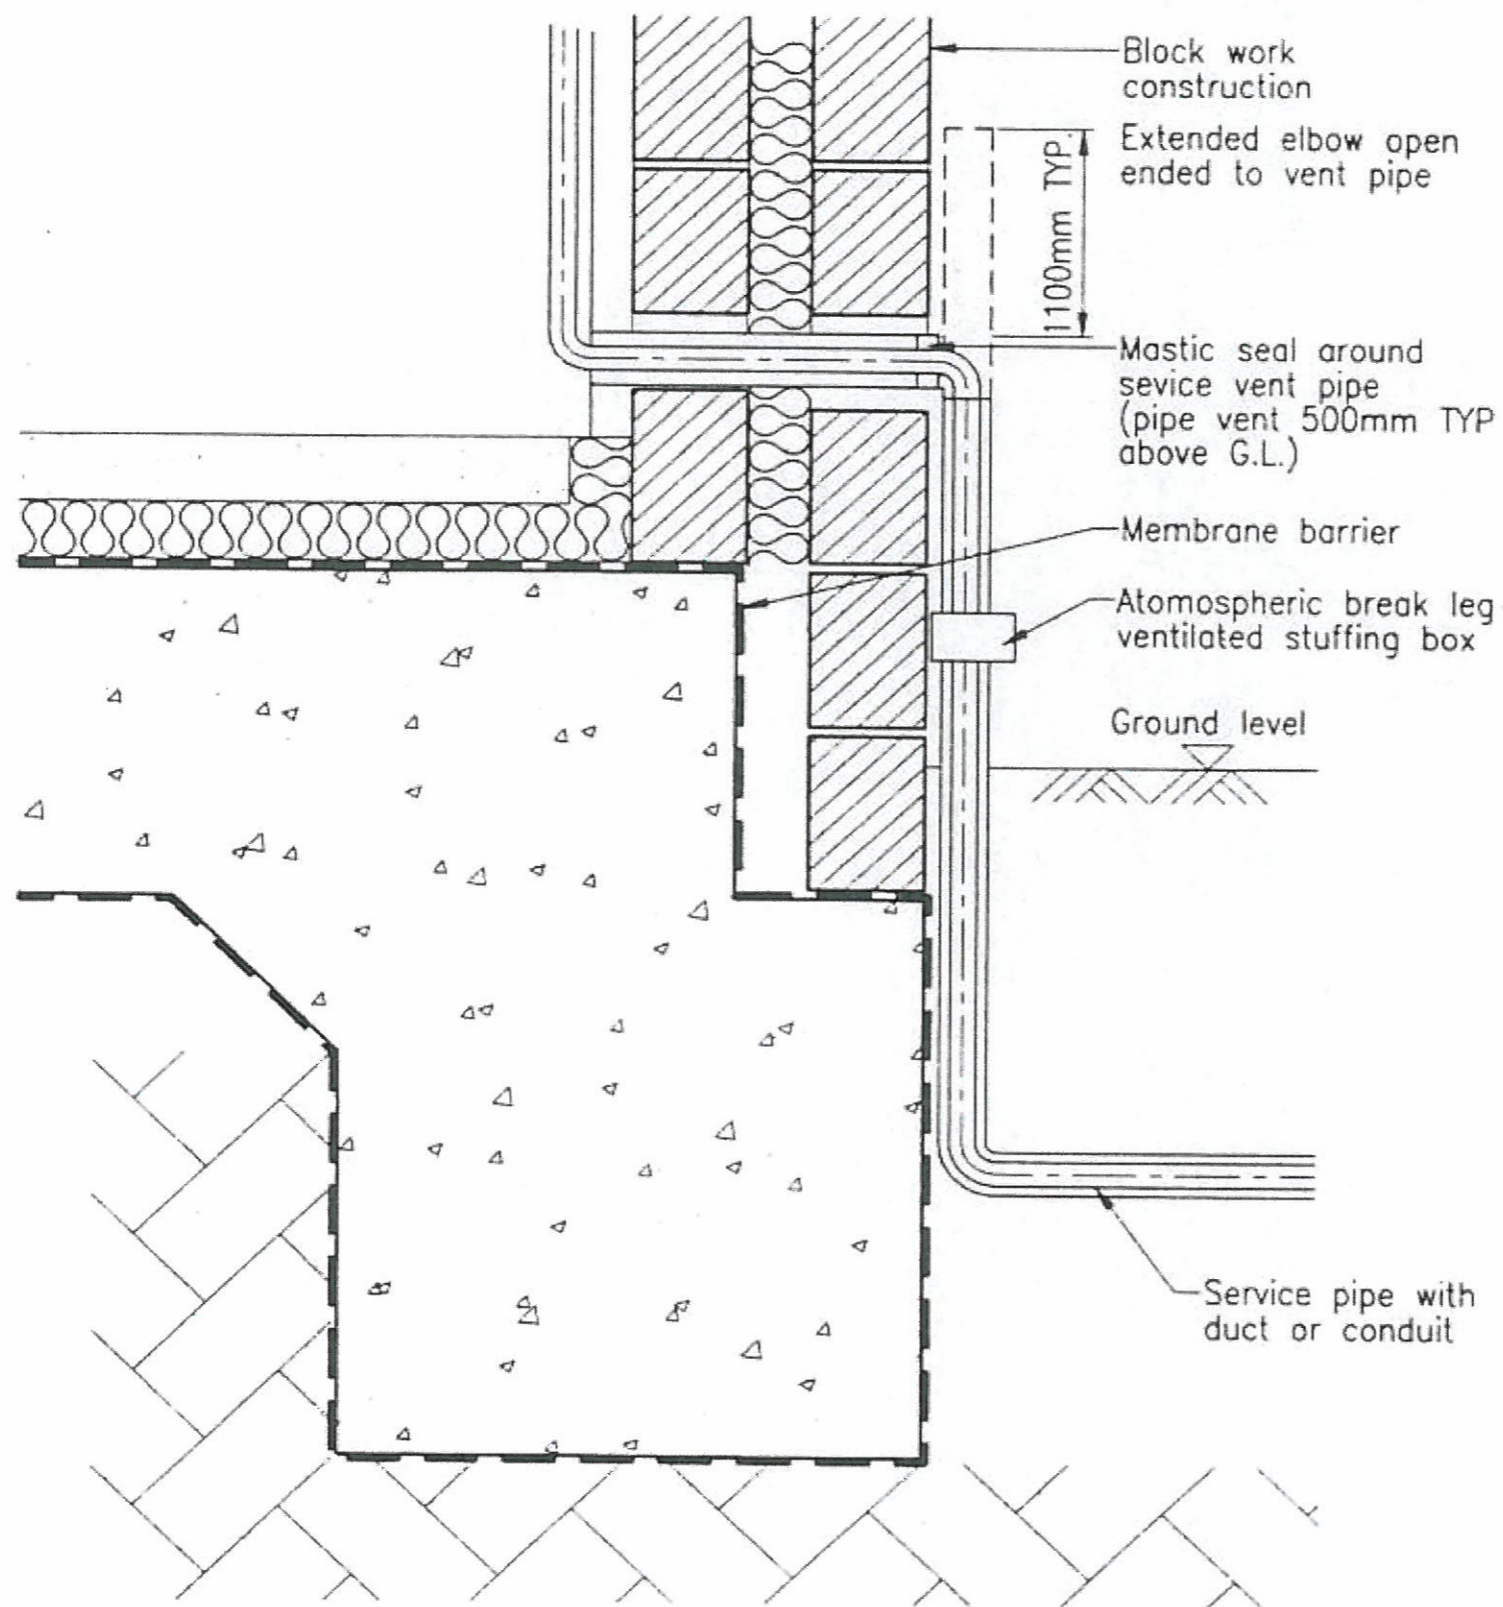 Block work
construction
Extended elbow open
ended to vent pipe
1100mm TYP.
Mastic seal around
sevice vent pipe
(pipe vent 500mm TYP
above G.L.)
Membrane barrier
Atomospheric break leg
ventilated stuffing box
Ground level
Service pipe with
duct or conduit